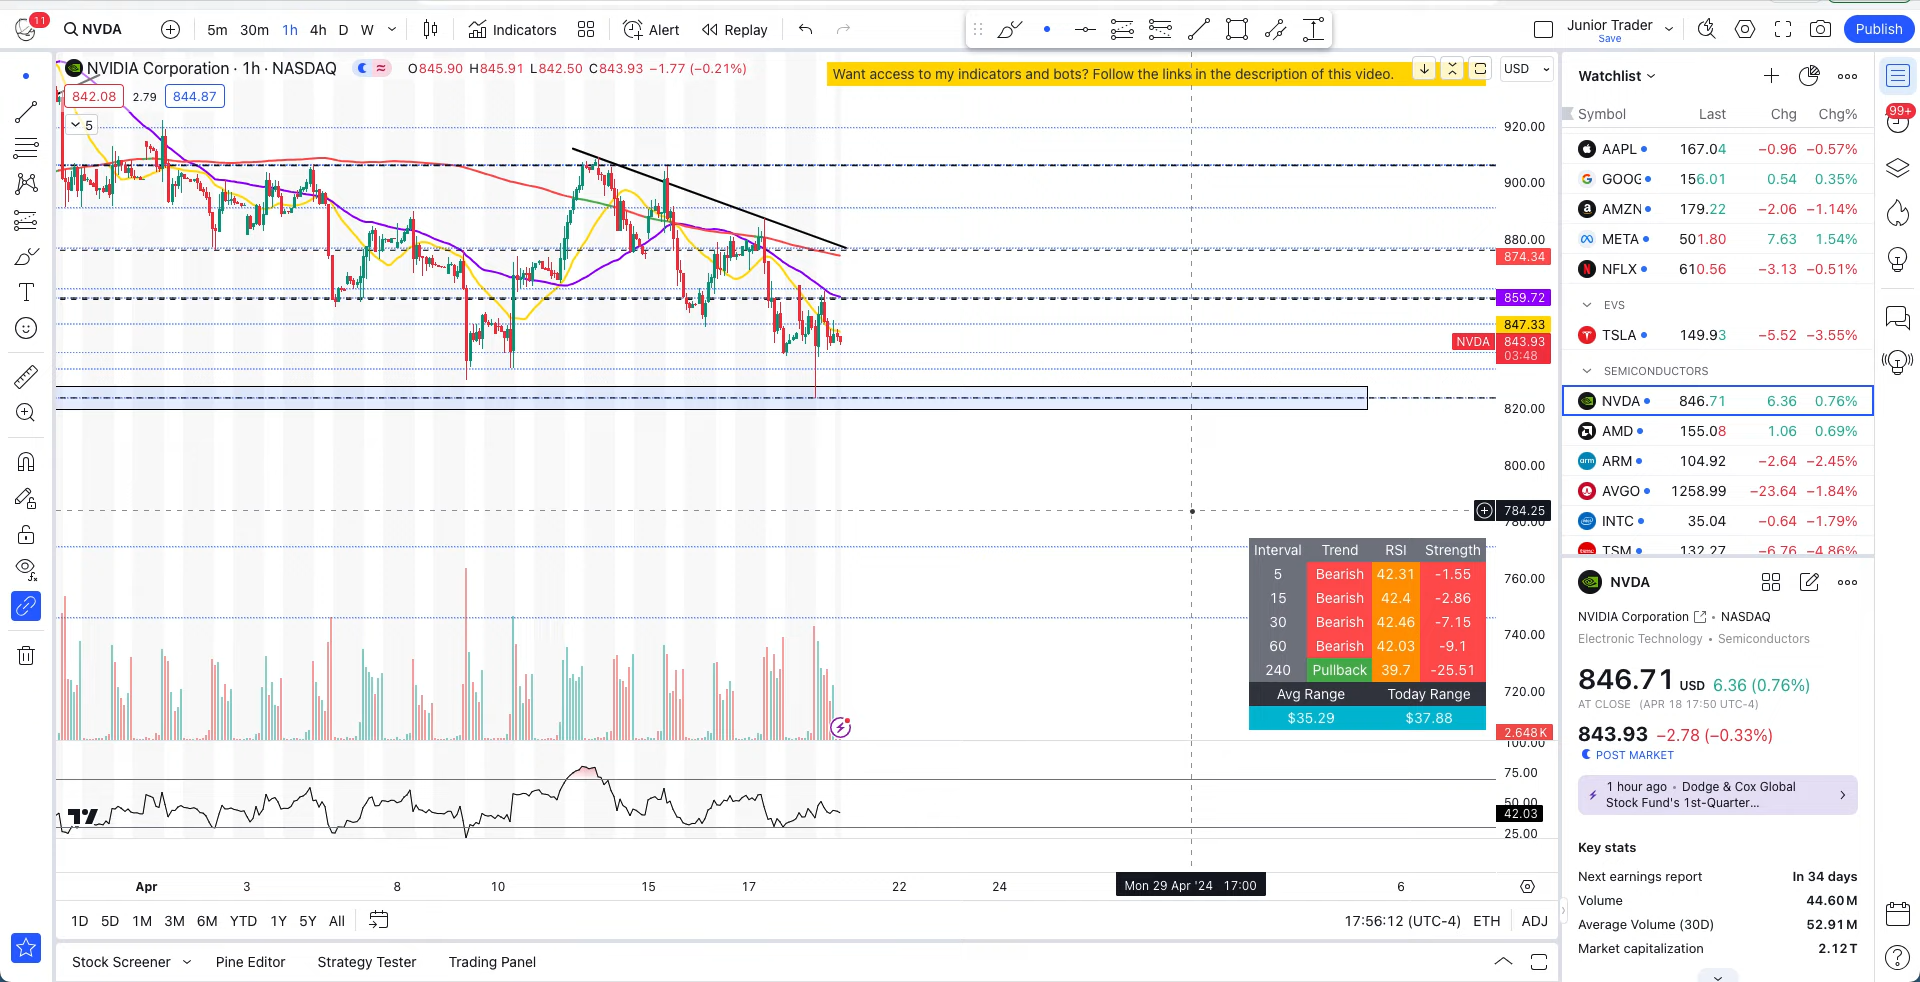 11
NVDA
5m 30m 1h 4h D W
Indicators
Alert
Replay
Junior Trader
Save
Publish
NVIDIA Corporation · 1h · NASDAQ
O845.90 H845.91 L842.50 C843.93 −1.77 (−0.21%)
Want access to my indicators and bots? Follow the links in the description of this video.
USD
842.08 2.79 844.87
5
920.00
900.00
880.00
874.34
859.72
847.33
NVDA 843.93
03:48
820.00
800.00
784.25
780.00
760.00
740.00
720.00
2.648K
100.00
75.00
50.00
42.03
25.00
Interval Trend RSI Strength
5 Bearish 42.31 -1.55
15 Bearish 42.4 -2.86
30 Bearish 42.46 -7.15
60 Bearish 42.03 -9.1
240 Pullback 39.7 -25.51
Avg Range Today Range
$35.29 $37.88
Apr 3 8 10 15 17 22 24 Mon 29 Apr '24 17:00 6
1D 5D 1M 3M 6M YTD 1Y 5Y All
17:56:12 (UTC-4) ETH ADJ
Stock Screener Pine Editor Strategy Tester Trading Panel
Watchlist
Symbol Last Chg Chg%
AAPL 167.04 −0.96 −0.57%
GOOG 156.01 0.54 0.35%
AMZN 179.22 −2.06 −1.14%
META 501.80 7.63 1.54%
NFLX 610.56 −3.13 −0.51%
EVS
TSLA 149.93 −5.52 −3.55%
SEMICONDUCTORS
NVDA 846.71 6.36 0.76%
AMD 155.08 1.06 0.69%
arm ARM 104.92 −2.64 −2.45%
AVGO 1258.99 −23.64 −1.84%
intel INTC 35.04 −0.64 −1.79%
TSM 132.27 −6.76 −4.86%
99+
NVDA
NVIDIA Corporation • NASDAQ
Electronic Technology • Semiconductors
846.71 USD 6.36 (0.76%)
AT CLOSE (APR 18 17:50 UTC-4)
843.93 −2.78 (−0.33%)
POST MARKET
1 hour ago • Dodge & Cox Global
Stock Fund's 1st-Quarter...
Key stats
Next earnings report In 34 days
Volume 44.60M
Average Volume (30D) 52.91M
Market capitalization 2.12T